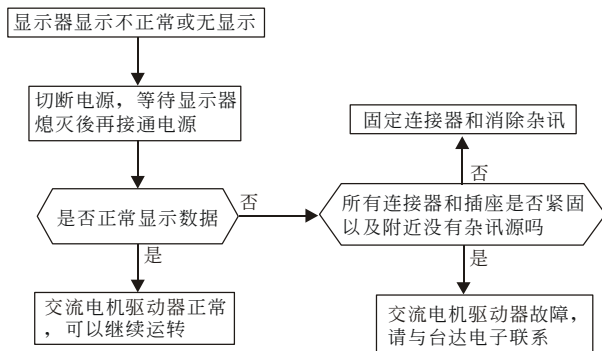 显示器显示不正常或无显示
切断电源，等待显示器
熄灭後再接通电源
是否正常显示数据
否
是
交流电机驱动器正常
，可以继续运转
固定连接器和消除杂讯
否
所有连接器和插座是否紧固
以及附近没有杂讯源吗
是
交流电机驱动器故障，
请与台达电子联系